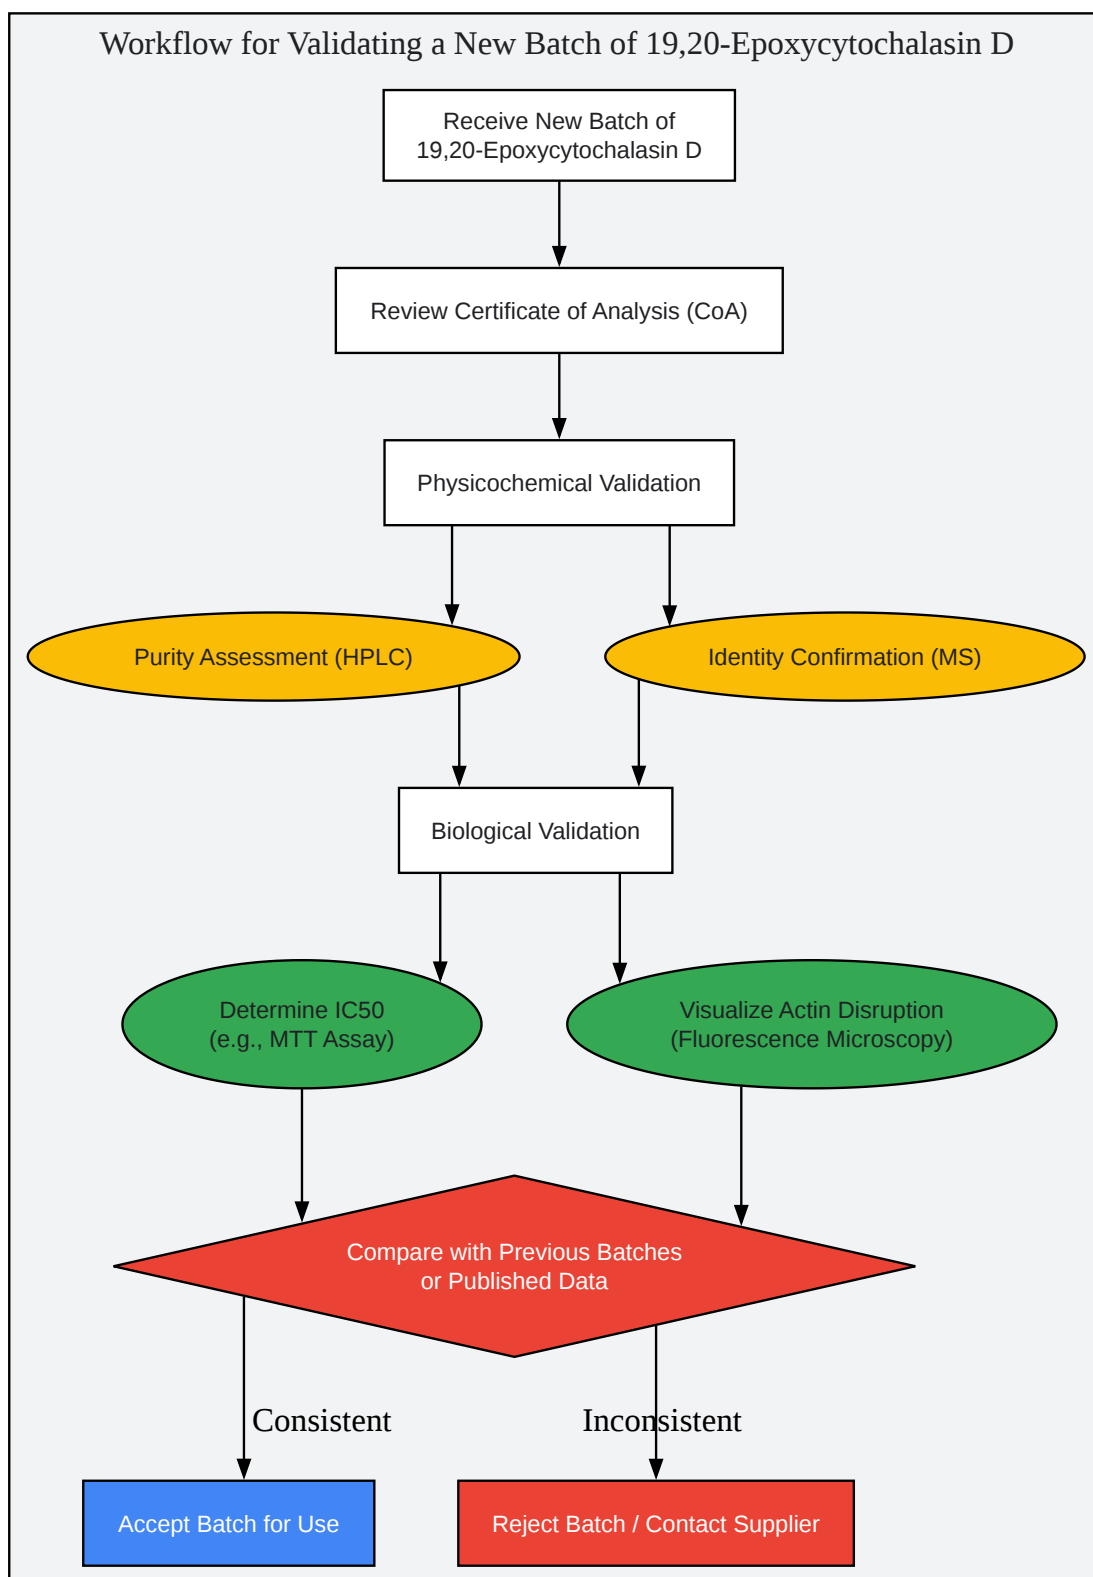 Workflow for Validating a New Batch of 19,20-Epoxycytochalasin D
Receive New Batch of
19,20-Epoxycytochalasin D
Review Certificate of Analysis (CoA)
Physicochemical Validation
Purity Assessment (HPLC)
Identity Confirmation (MS)
Biological Validation
Determine IC50
(e.g., MTT Assay)
Visualize Actin Disruption
(Fluorescence Microscopy)
Compare with Previous Batches
or Published Data
Consistent
Inconsistent
Accept Batch for Use
Reject Batch / Contact Supplier